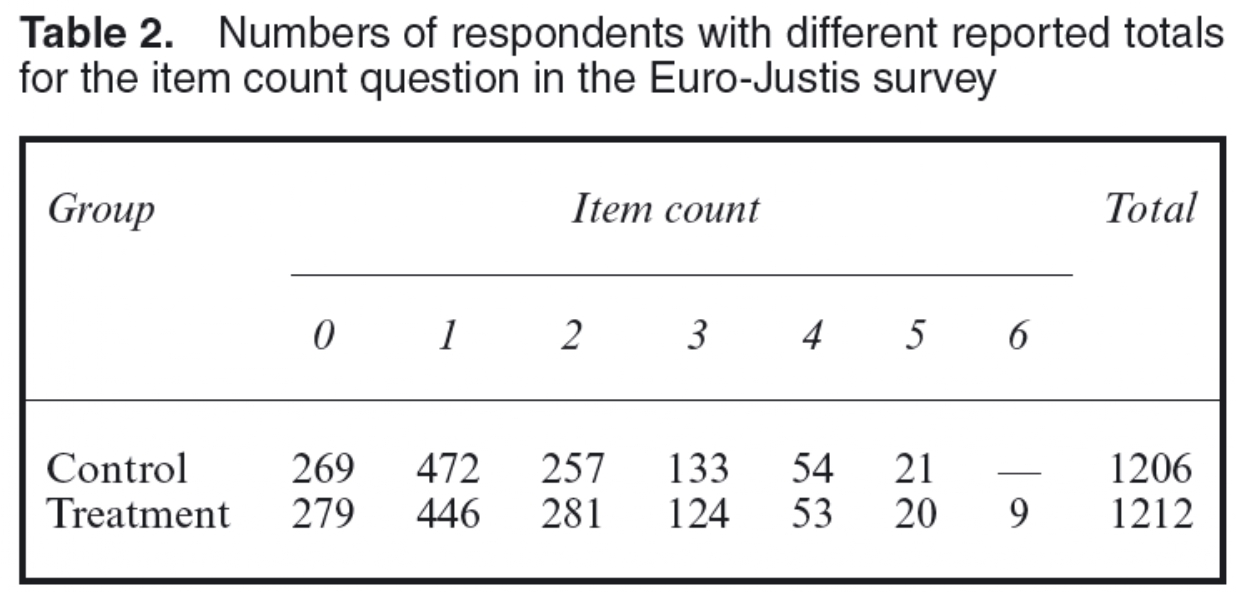 Table 2. Numbers of respondents with different reported totals
for the item count question in the Euro-Justis survey
Group Item count Total
0 1 2 3 4 5 6
Control 269 472 257 133 54 21 — 1206
Treatment 279 446 281 124 53 20 9 1212